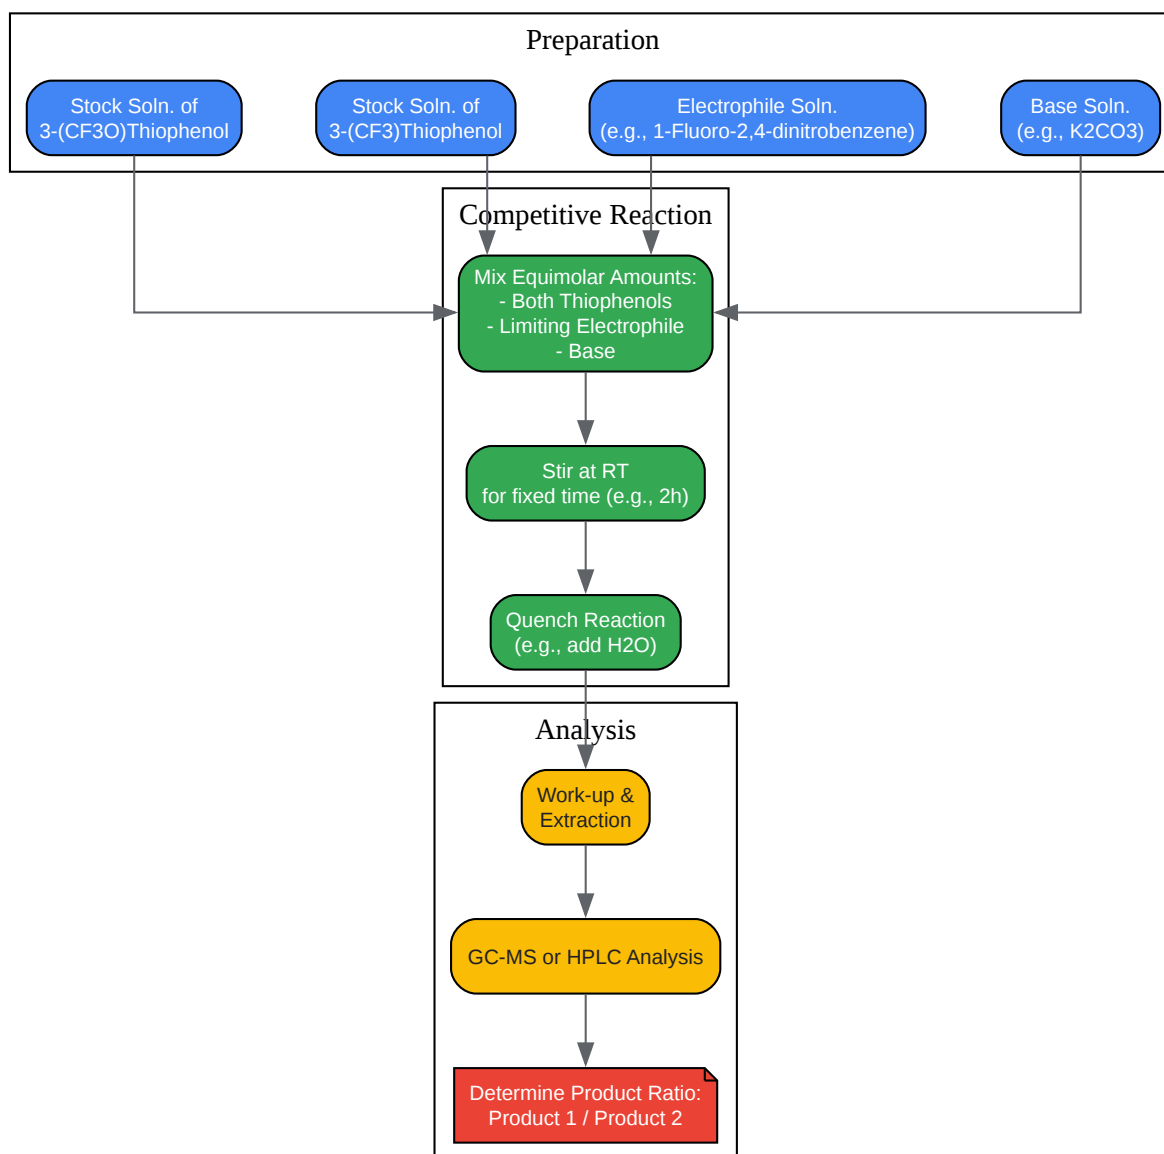 Preparation
Stock Soln. of
3-(CF3O)Thiophenol
Stock Soln. of
3-(CF3)Thiophenol
Electrophile Soln.
(e.g., 1-Fluoro-2,4-dinitrobenzene)
Base Soln.
(e.g., K2CO3)
Competitive Reaction
Mix Equimolar Amounts:
- Both Thiophenols
- Limiting Electrophile
- Base
Stir at RT
for fixed time (e.g., 2h)
Quench Reaction
(e.g., add H2O)
Analysis
Work-up &
Extraction
GC-MS or HPLC Analysis
Determine Product Ratio:
Product 1 / Product 2